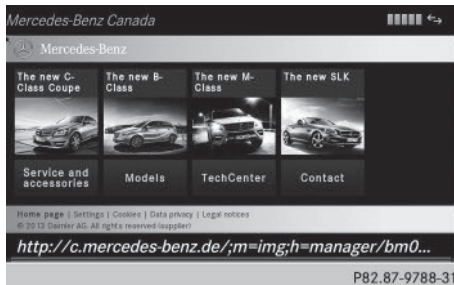 Mercedes-Benz Canada
Mercedes-Benz
The new C-Class Coupe
The new B-Class
The new M-Class
The new SLK
Service and accessories
Models
TechCenter
Contact
Home page | Settings | Cookies | Data privacy | Legal notices
© 2013 Daimler AG. All rights reserved (supplier)
http://c.mercedes-benz.de/;m=img;h=manager/bm0...
P82.87-9788-31